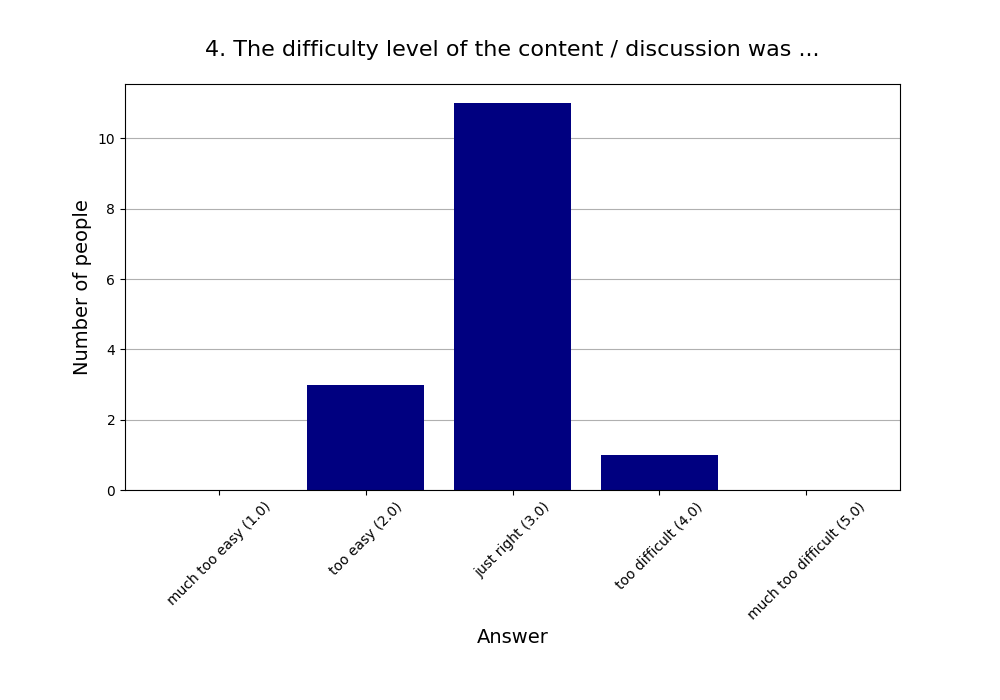 4. The difficulty level of the content / discussion was ...
Number of people
10
8
6
4
2
0
much too easy (1.0)
too easy (2.0)
just right (3.0)
too difficult (4.0)
much too difficult (5.0)
Answer